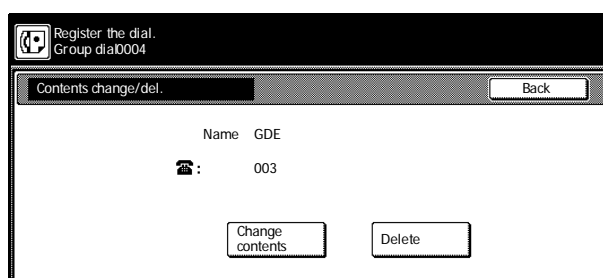 Register the dial.
Group dial0004
Contents change/del.
Back
Name GDE
☎: 003
Change
contents
Delete